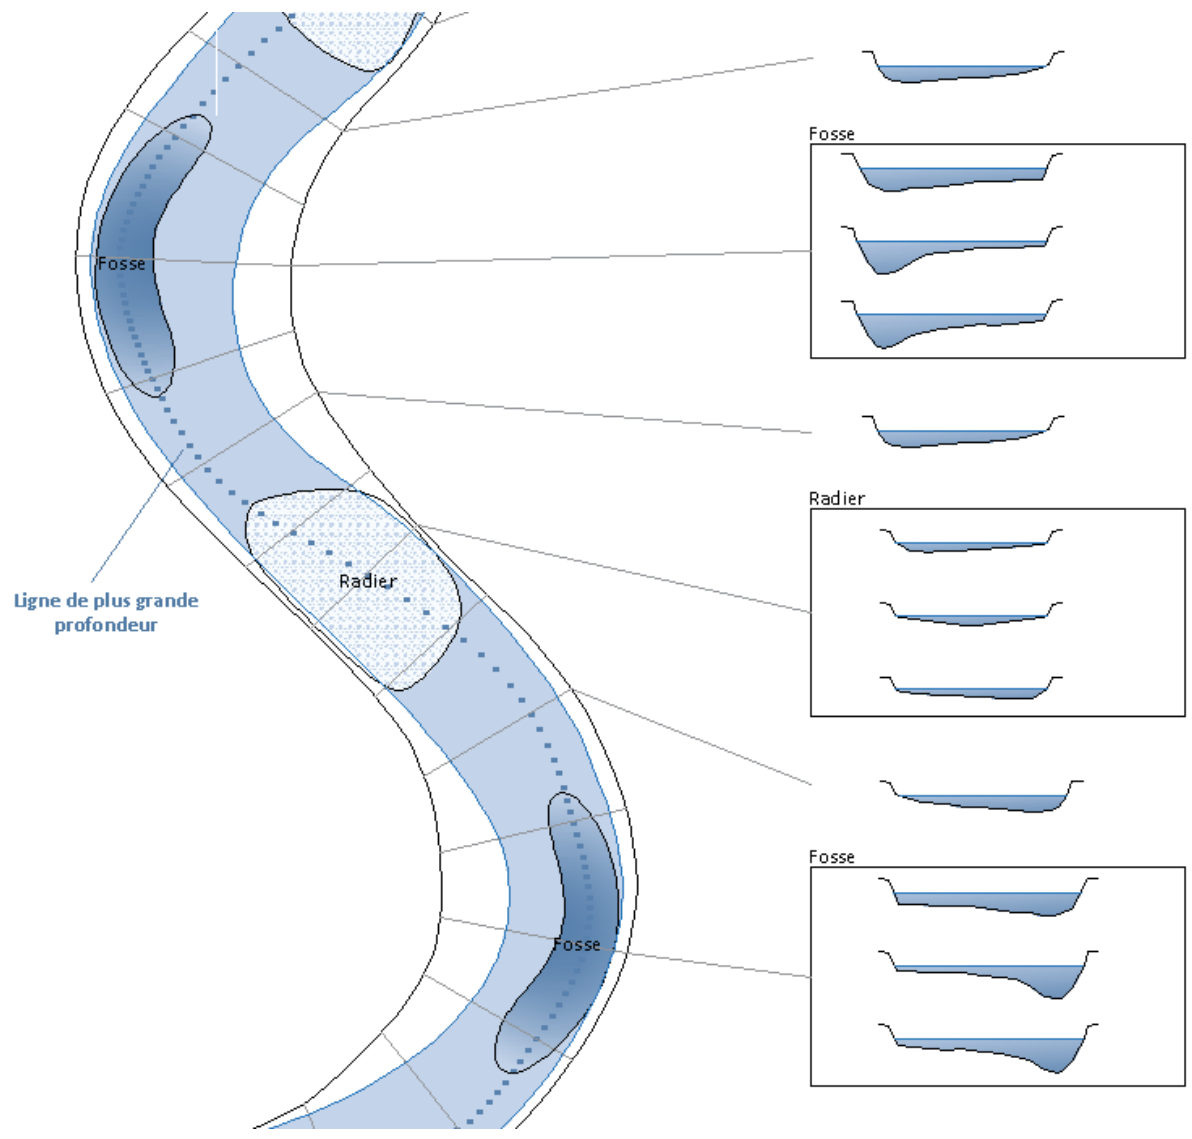 Fosse
Fosse
Radier
Radier
Ligne de plus grande
profondeur
Fosse
Fosse